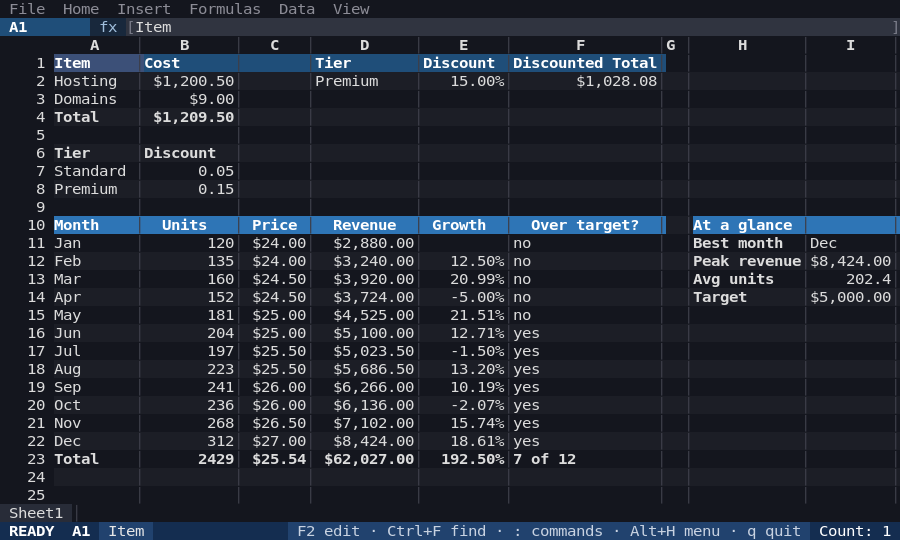 File Home Insert Formulas Data View
A1 fx [Item ]
A B C D E F G H I
1 Item Cost Tier Discount Discounted Total
2 Hosting $1,200.50 Premium 15.00% $1,028.08
3 Domains $9.00
4 Total $1,209.50
5
6 Tier Discount
7 Standard 0.05
8 Premium 0.15
9
10 Month Units Price Revenue Growth Over target? At a glance
11 Jan 120 $24.00 $2,880.00 no Best month Dec
12 Feb 135 $24.00 $3,240.00 12.50% no Peak revenue $8,424.00
13 Mar 160 $24.50 $3,920.00 20.99% no Avg units 202.4
14 Apr 152 $24.50 $3,724.00 -5.00% no Target $5,000.00
15 May 181 $25.00 $4,525.00 21.51% no
16 Jun 204 $25.00 $5,100.00 12.71% yes
17 Jul 197 $25.50 $5,023.50 -1.50% yes
18 Aug 223 $25.50 $5,686.50 13.20% yes
19 Sep 241 $26.00 $6,266.00 10.19% yes
20 Oct 236 $26.00 $6,136.00 -2.07% yes
21 Nov 268 $26.50 $7,102.00 15.74% yes
22 Dec 312 $27.00 $8,424.00 18.61% yes
23 Total 2429 $25.54 $62,027.00 192.50% 7 of 12
24
25
Sheet1
READY A1 Item F2 edit · Ctrl+F find · : commands · Alt+H menu · q quit Count: 1